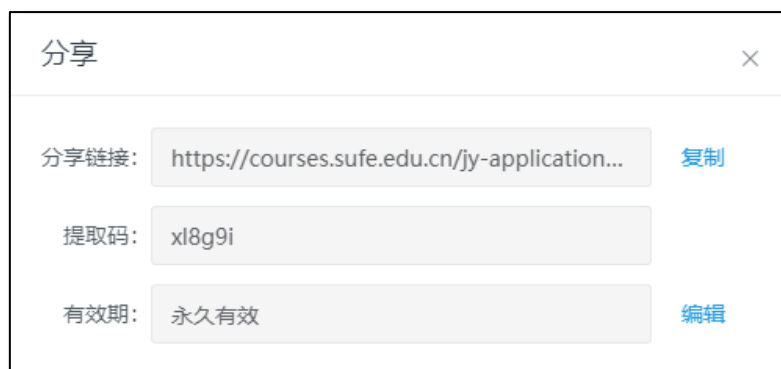 分享
分享链接： https://courses.sufe.edu.cn/jy-application... 复制
提取码： xl8g9i
有效期： 永久有效 编辑